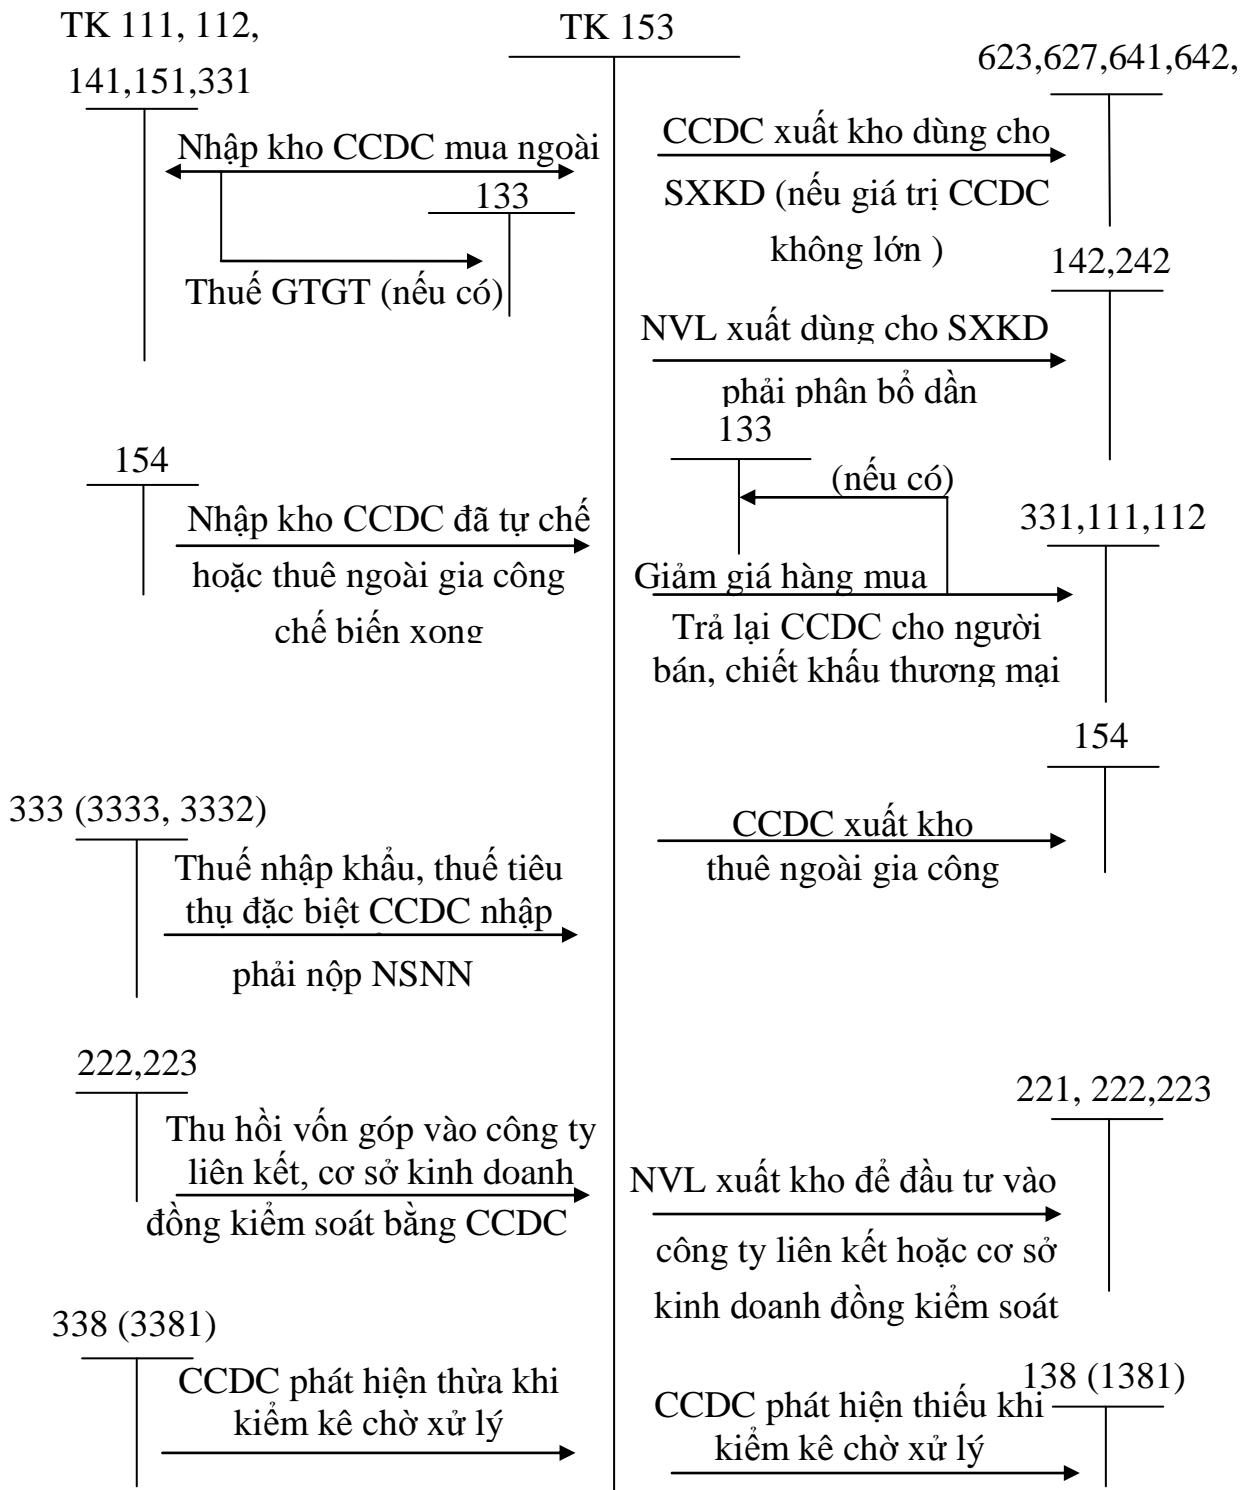 TK 111, 112,
141,151,331
Nhập kho CCDC mua ngoài
133
Thuế GTGT (nếu có)
154
Nhập kho CCDC đã tự chế
hoặc thuê ngoài gia công
chế biến xong
333 (3333, 3332)
Thuế nhập khẩu, thuế tiêu
thụ đặc biệt CCDC nhập
phải nộp NSNN
222,223
Thu hồi vốn góp vào công ty
liên kết, cơ sở kinh doanh
đồng kiểm soát bằng CCDC
338 (3381)
CCDC phát hiện thừa khi
kiểm kê chờ xử lý
TK 153
623,627,641,642,
CCDC xuất kho dùng cho
SXKD (nếu giá trị CCDC
không lớn )
142,242
NVL xuất dùng cho SXKD
phải phân bổ dần
133
(nếu có)
331,111,112
Giảm giá hàng mua
Trả lại CCDC cho người
bán, chiết khấu thương mại
154
CCDC xuất kho
thuê ngoài gia công
221, 222,223
NVL xuất kho để đầu tư vào
công ty liên kết hoặc cơ sở
kinh doanh đồng kiểm soát
138 (1381)
CCDC phát hiện thiếu khi
kiểm kê chờ xử lý